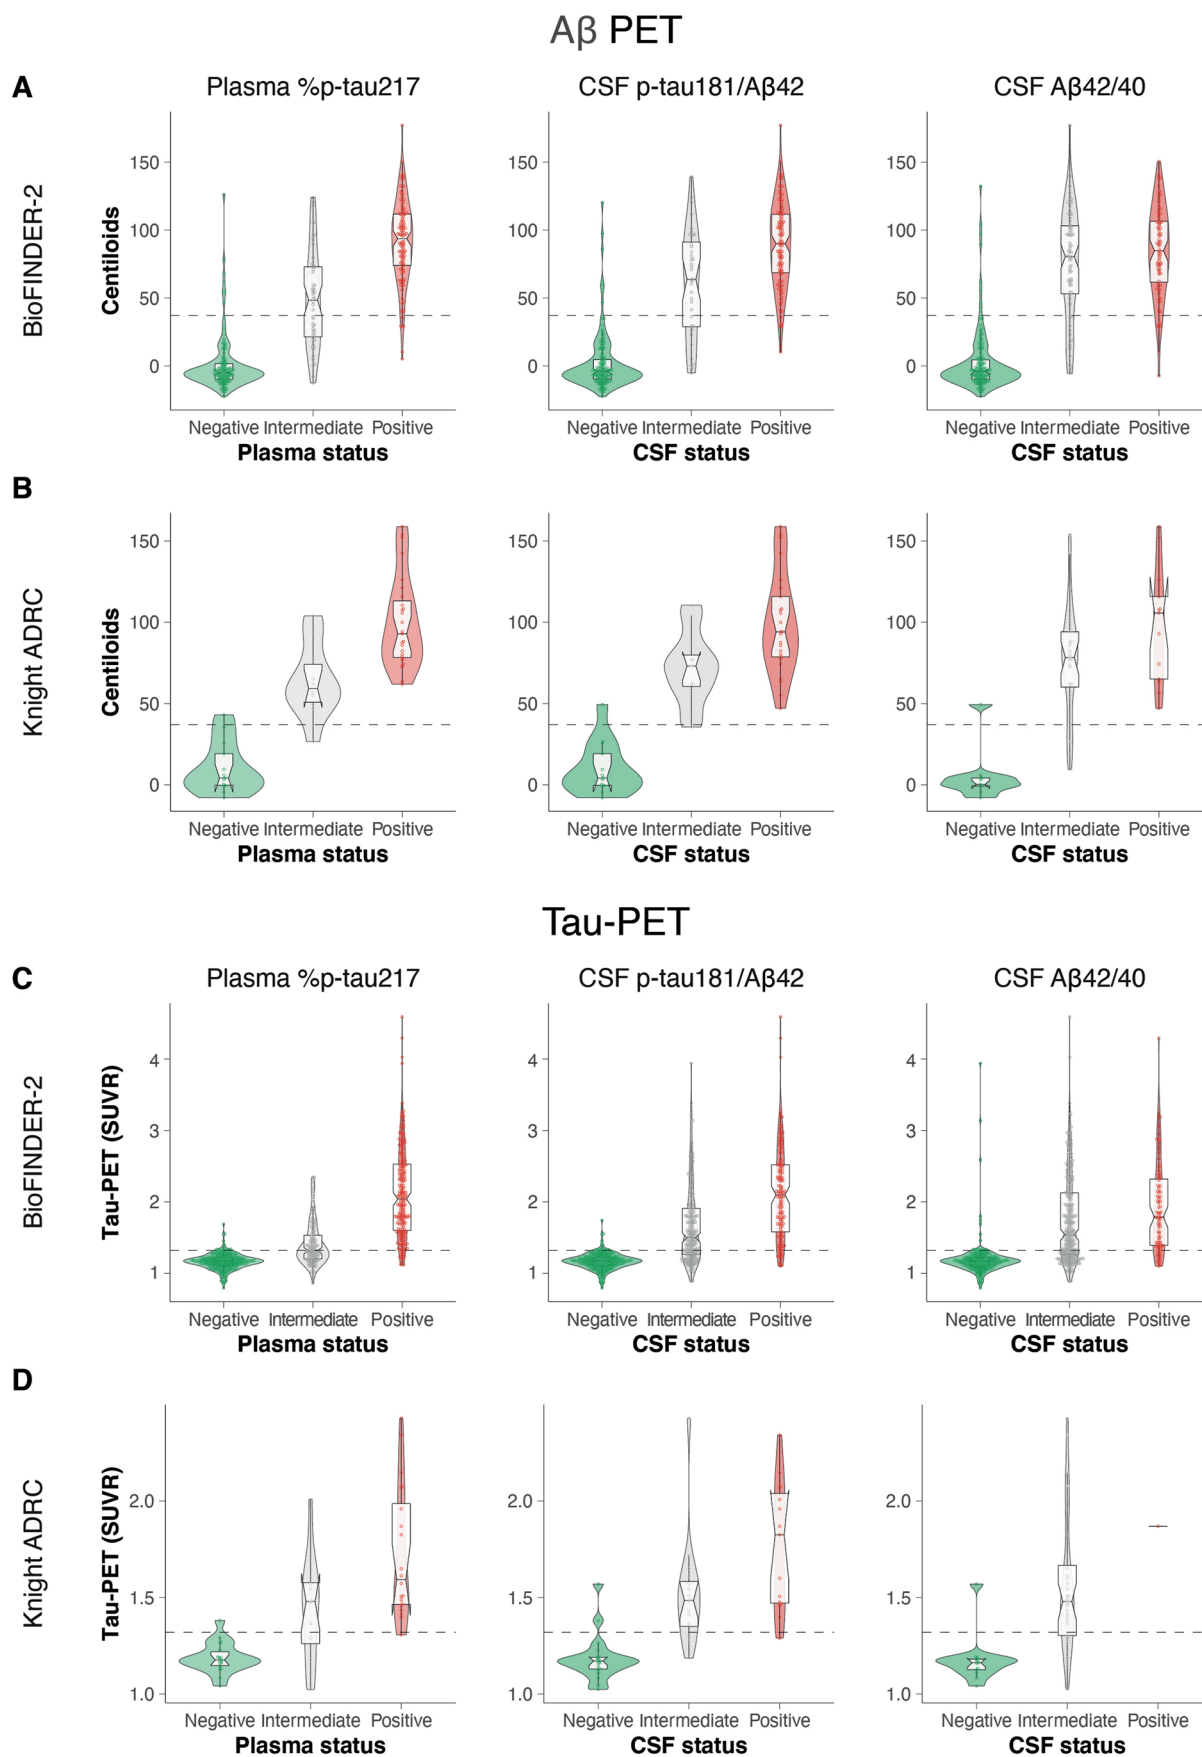 Aβ PET
A
Plasma %p-tau217
CSF p-tau181/Aβ42
CSF Aβ42/40
BioFINDER-2
Centiloids
150
100
50
0
150
100
50
0
150
100
50
0
Negative Intermediate Positive
Negative Intermediate Positive
Negative Intermediate Positive
Plasma status
CSF status
CSF status
B
Knight ADRC
Centiloids
150
100
50
0
150
100
50
0
150
100
50
0
Negative Intermediate Positive
Negative Intermediate Positive
Negative Intermediate Positive
Plasma status
CSF status
CSF status
Tau-PET
C
Plasma %p-tau217
CSF p-tau181/Aβ42
CSF Aβ42/40
BioFINDER-2
Tau-PET (SUVR)
4
3
2
1
4
3
2
1
4
3
2
1
Negative Intermediate Positive
Negative Intermediate Positive
Negative Intermediate Positive
Plasma status
CSF status
CSF status
D
Knight ADRC
Tau-PET (SUVR)
2.0
1.5
1.0
2.0
1.5
1.0
2.0
1.5
1.0
Negative Intermediate Positive
Negative Intermediate Positive
Negative Intermediate Positive
Plasma status
CSF status
CSF status